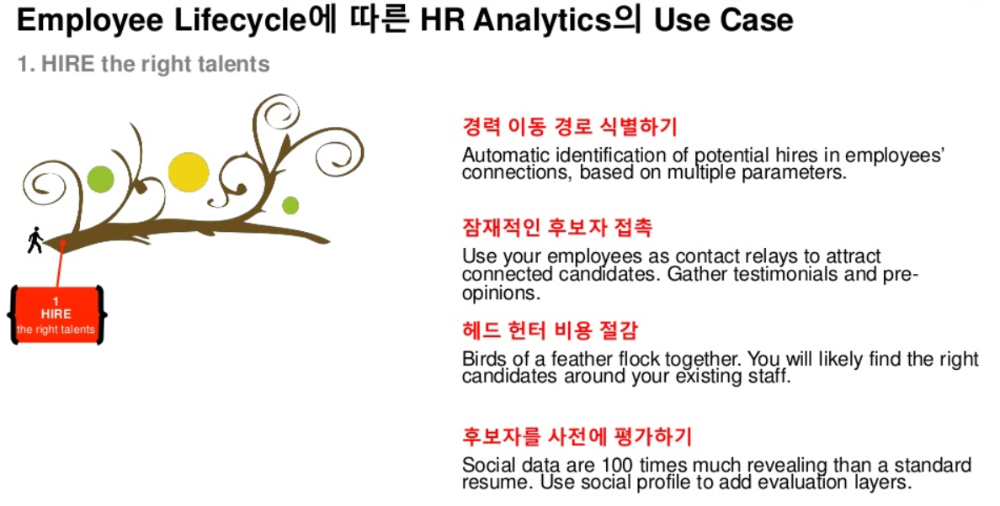 Employee Lifecycle에 따른 HR Analytics의 Use Case
1. HIRE the right talents
경력 이동 경로 식별하기
Automatic identification of potential hires in employees'
connections, based on multiple parameters.
잠재적인 후보자 접촉
Use your employees as contact relays to attract
connected candidates. Gather testimonials and pre-
opinions.
헤드 헌터 비용 절감
Birds of a feather flock together. You will likely find the right
candidates around your existing staff.
후보자를 사전에 평가하기
Social data are 100 times much revealing than a standard
resume. Use social profile to add evaluation layers.
1
HIRE
the right talents